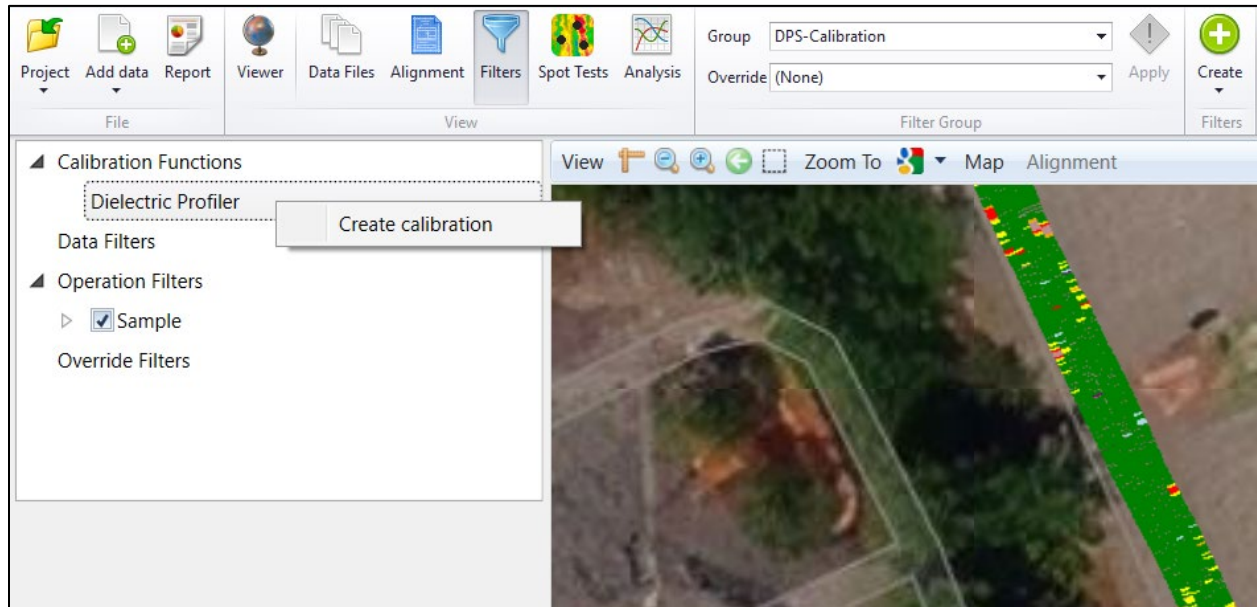 Project
Add data
Report
Viewer
Data Files
Alignment
Filters
Spot Tests
Analysis
Group
DPS-Calibration
Override
(None)
Apply
Create
File
View
Filter Group
Filters
Calibration Functions
Dielectric Profiler
Create calibration
Data Filters
Operation Filters
Sample
Override Filters
View
Zoom To
Map
Alignment